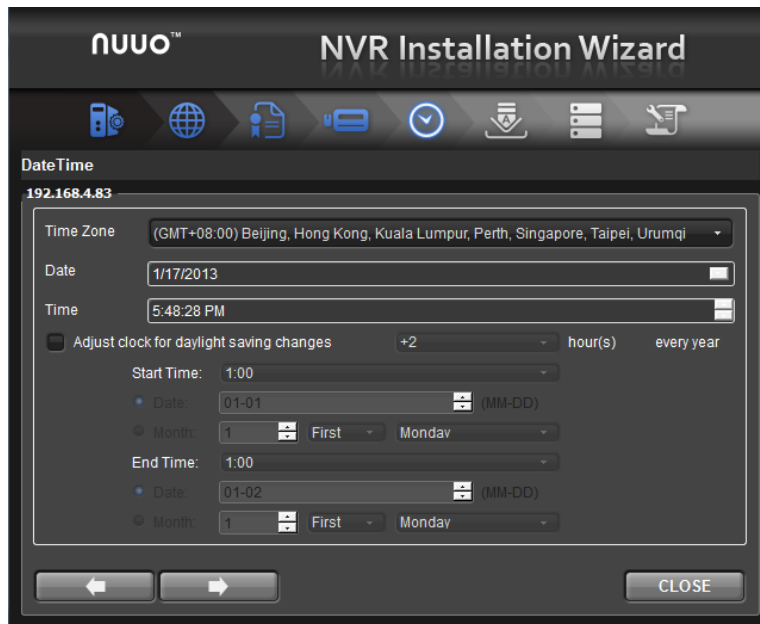 nuuo™ NVR Installation Wizard
DateTime
192.168.4.83
Time Zone (GMT+08:00) Beijing, Hong Kong, Kuala Lumpur, Perth, Singapore, Taipei, Urumqi
Date 1/17/2013
Time 5:48:28 PM
Adjust clock for daylight saving changes +2 hour(s) every year
Start Time: 1:00
Date: 01-01 (MM-DD)
Month: 1 First Monday
End Time: 1:00
Date: 01-02 (MM-DD)
Month: 1 First Monday
CLOSE